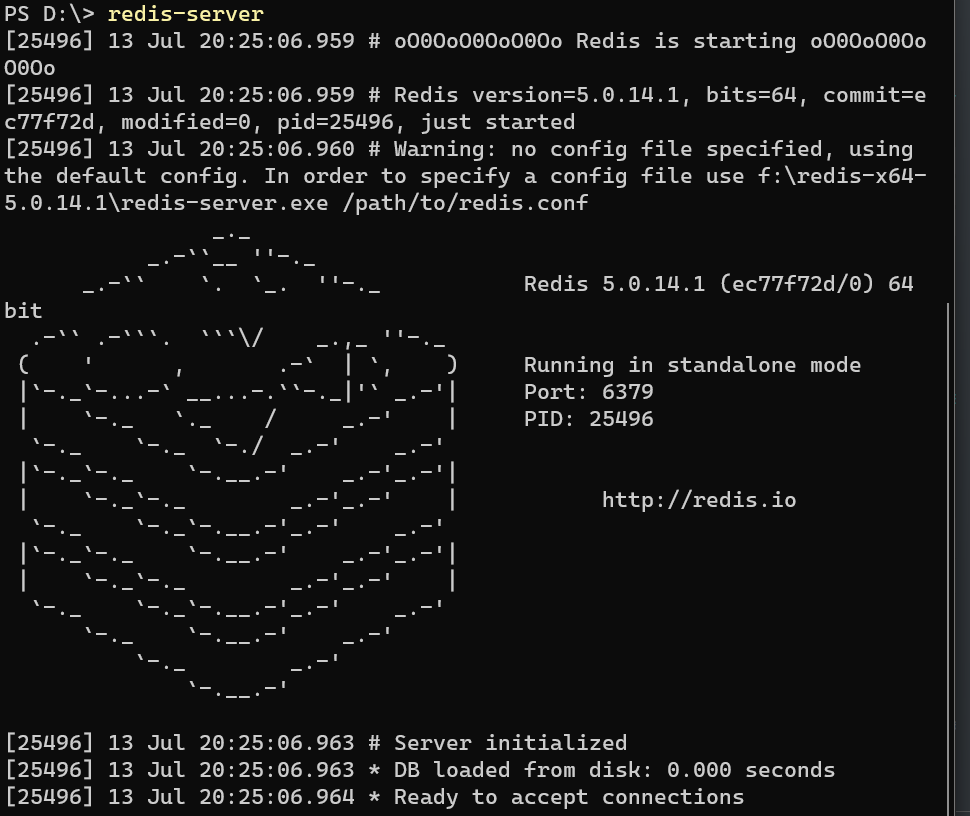 PS D:\> redis-server
[25496] 13 Jul 20:25:06.959 # oO0OoO0OoO0Oo Redis is starting oO0OoO0Oo
O0Oo
[25496] 13 Jul 20:25:06.959 # Redis version=5.0.14.1, bits=64, commit=e
c77f72d, modified=0, pid=25496, just started
[25496] 13 Jul 20:25:06.960 # Warning: no config file specified, using
the default config. In order to specify a config file use f:\redis-x64-
5.0.14.1\redis-server.exe /path/to/redis.conf
Redis 5.0.14.1 (ec77f72d/0) 64
bit
Running in standalone mode
Port: 6379
PID: 25496
http://redis.io
[25496] 13 Jul 20:25:06.963 # Server initialized
[25496] 13 Jul 20:25:06.963 * DB loaded from disk: 0.000 seconds
[25496] 13 Jul 20:25:06.964 * Ready to accept connections